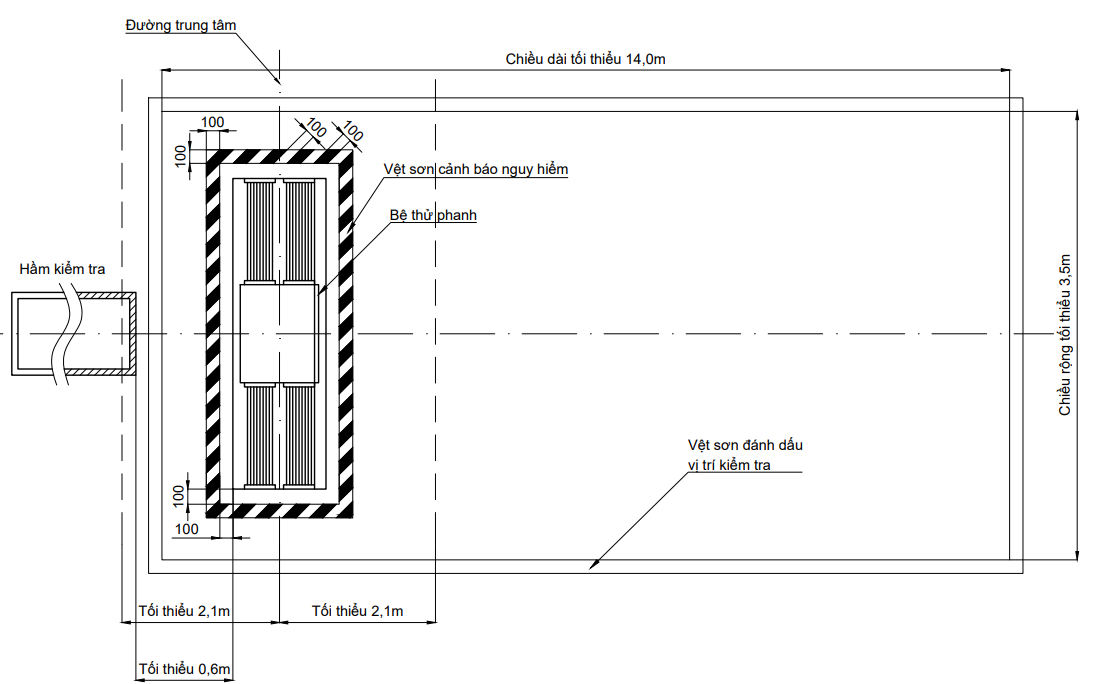 Đường trung tâm
Chiều dài tối thiểu 14,0m
100
100
100
100
Vệt sơn cảnh báo nguy hiểm
Bệ thử phanh
Hầm kiểm tra
Chiều rộng tối thiểu 3,5m
Vệt sơn đánh dấu
vị trí kiểm tra
100
100
Tối thiểu 2,1m
Tối thiểu 2,1m
Tối thiểu 0,6m